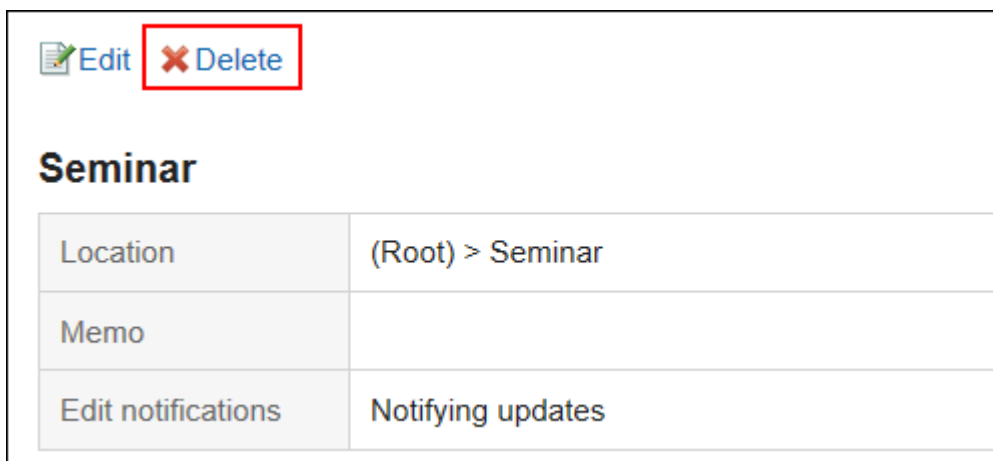 Edit Delete
Seminar
Location (Root) > Seminar
Memo
Edit notifications Notifying updates